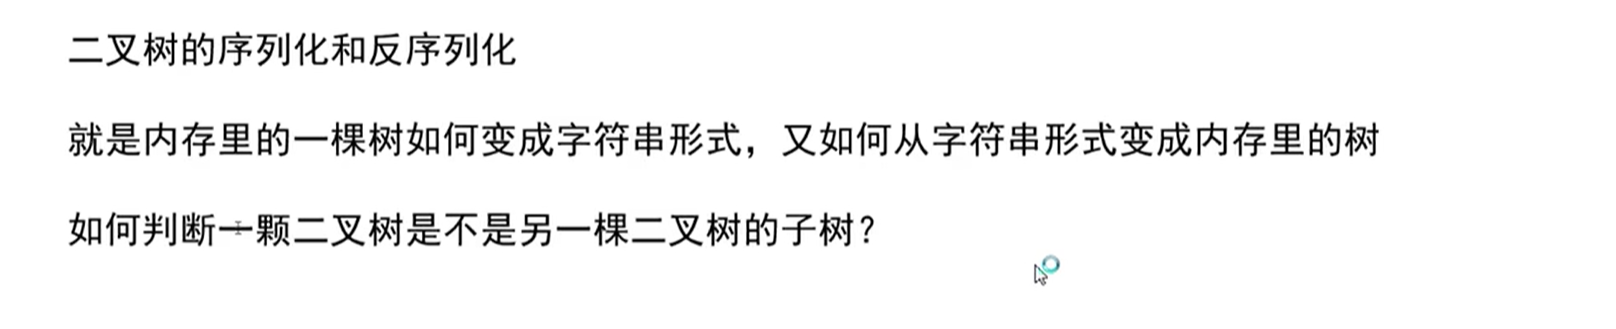 二叉树的序列化和反序列化
就是内存里的一棵树如何变成字符串形式，又如何从字符串形式变成内存里的树
如何判断一颗二叉树是不是另一棵二叉树的子树？